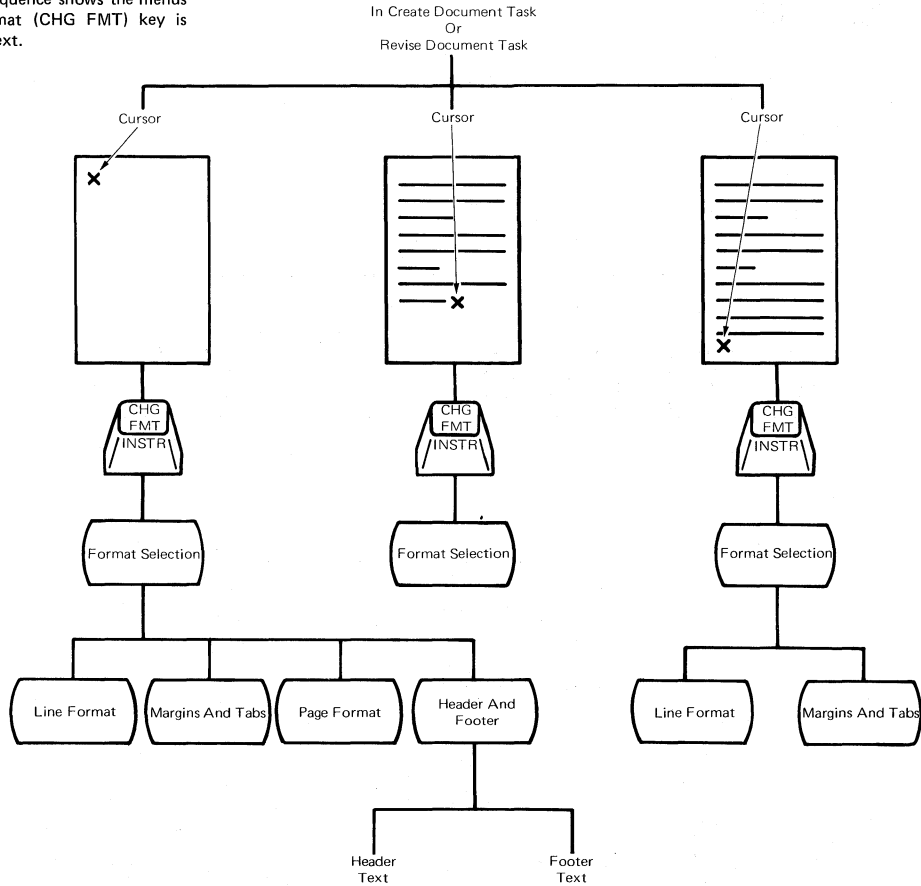 quence shows the menus
mat (CHG FMT) key is
ext.
In Create Document Task
Or
Revise Document Task
Cursor
Cursor
Cursor
CHG
FMT
INSTR
CHG
FMT
INSTR
CHG
FMT
INSTR
Format Selection
Format Selection
Format Selection
Line Format
Margins And Tabs
Page Format
Header And
Footer
Line Format
Margins And Tabs
Header
Text
Footer
Text